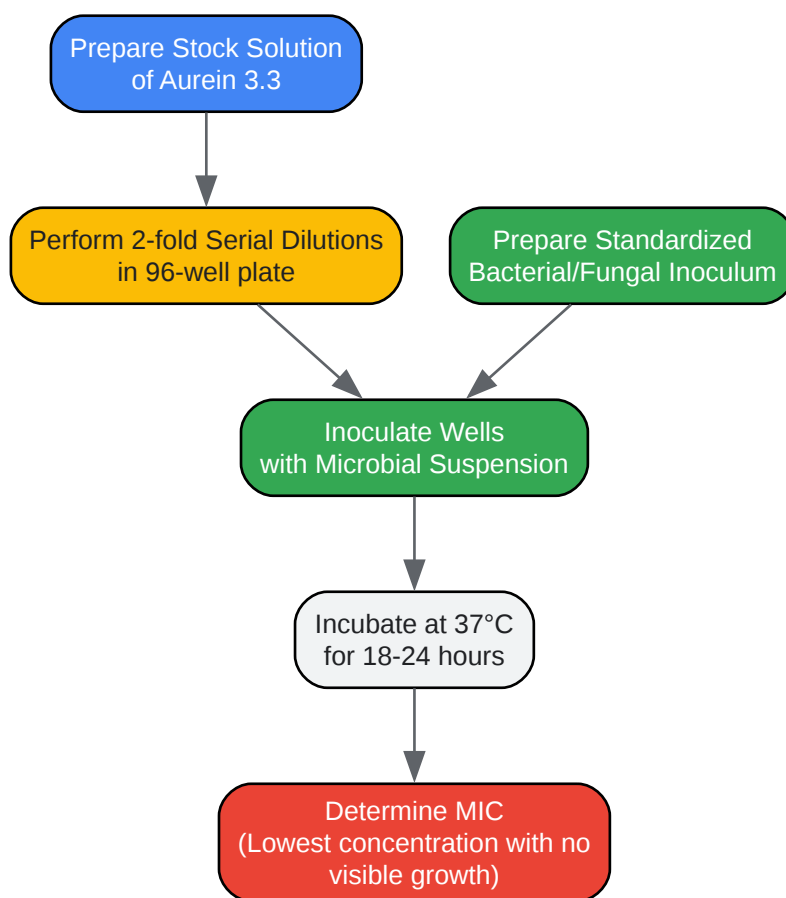 Prepare Stock Solution
of Aurein 3.3
Perform 2-fold Serial Dilutions
in 96-well plate
Prepare Standardized
Bacterial/Fungal Inoculum
Inoculate Wells
with Microbial Suspension
Incubate at 37°C
for 18-24 hours
Determine MIC
(Lowest concentration with no
visible growth)